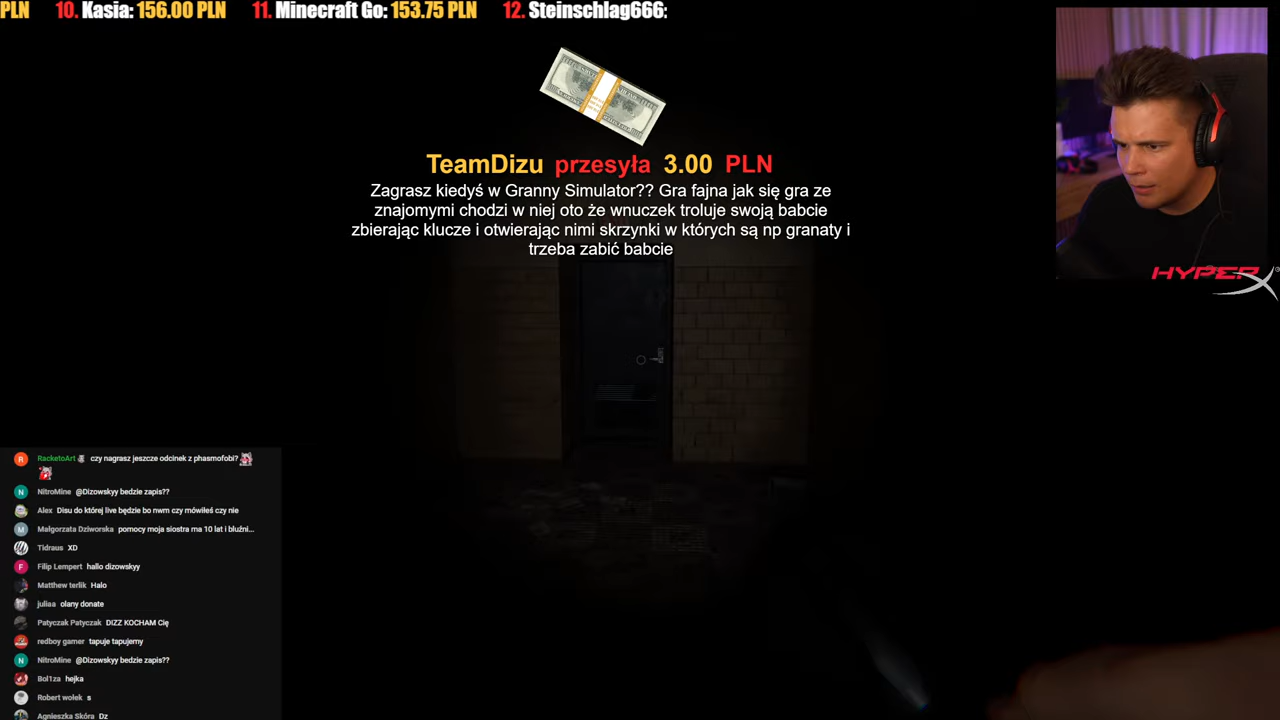 PLN 10. Kasia: 156.00 PLN 11. Minecraft Go: 153.75 PLN 12. Steinschlag666:
TeamDizu przesyła 3.00 PLN
Zagrasz kiedyś w Granny Simulator?? Gra fajna jak się gra ze
znajomymi chodzi w niej oto że wnuczek troluje swoją babcie
zbierając klucze i otwierając nimi skrzynki w których są np granaty i
trzeba zabić babcie
HYPERX
RacketoArt czy nagrasz jeszcze odcinek z phasmofobi?
NitroMine @Dizowskyy bedzie zapis??
Alex Disu do której live będzie bo nwm czy mówiłeś czy nie
Małgorzata Dziworska pomocy moja siostra ma 10 lat i bluźni...
Tidraus XD
Filip Lempert hallo dizowskyy
Matthew terlik Halo
juliaa olany donate
Patyczak Patyczak DIZZ KOCHAM Cię
redboy gamer tapuje tapujemy
NitroMine @Dizowskyy bedzie zapis??
Bol1za hejka
Robert wołek s
Agnieszka Skóra Dz